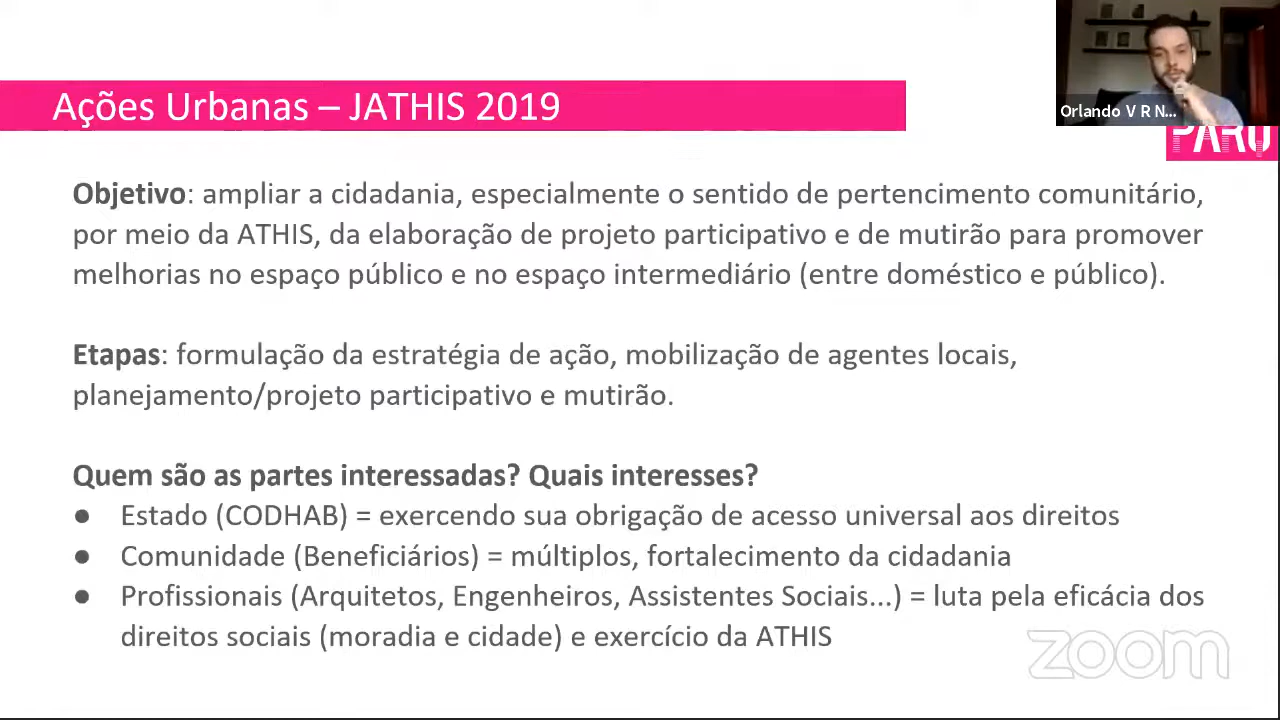 Ações Urbanas – JATHIS 2019
Orlando V R N...
PARQ
Objetivo: ampliar a cidadania, especialmente o sentido de pertencimento comunitário,
por meio da ATHIS, da elaboração de projeto participativo e de mutirão para promover
melhorias no espaço público e no espaço intermediário (entre doméstico e público).
Etapas: formulação da estratégia de ação, mobilização de agentes locais,
planejamento/projeto participativo e mutirão.
Quem são as partes interessadas? Quais interesses?
● Estado (CODHAB) = exercendo sua obrigação de acesso universal aos direitos
● Comunidade (Beneficiários) = múltiplos, fortalecimento da cidadania
● Profissionais (Arquitetos, Engenheiros, Assistentes Sociais...) = luta pela eficácia dos
direitos sociais (moradia e cidade) e exercício da ATHIS
zoom